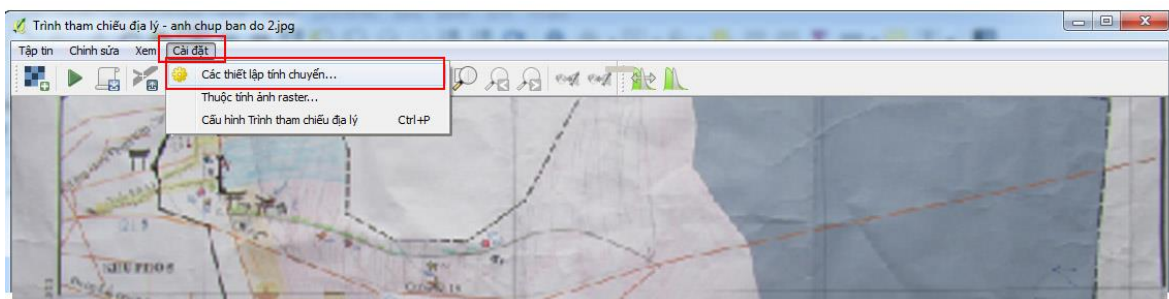 Trình tham chiếu địa lý - anh chup ban do 2.jpg
Tập tin Chỉnh sửa Xem Cài đặt
Các thiết lập tính chuyển...
Thuộc tính ảnh raster...
Cấu hình Trình tham chiếu địa lý Ctrl+P